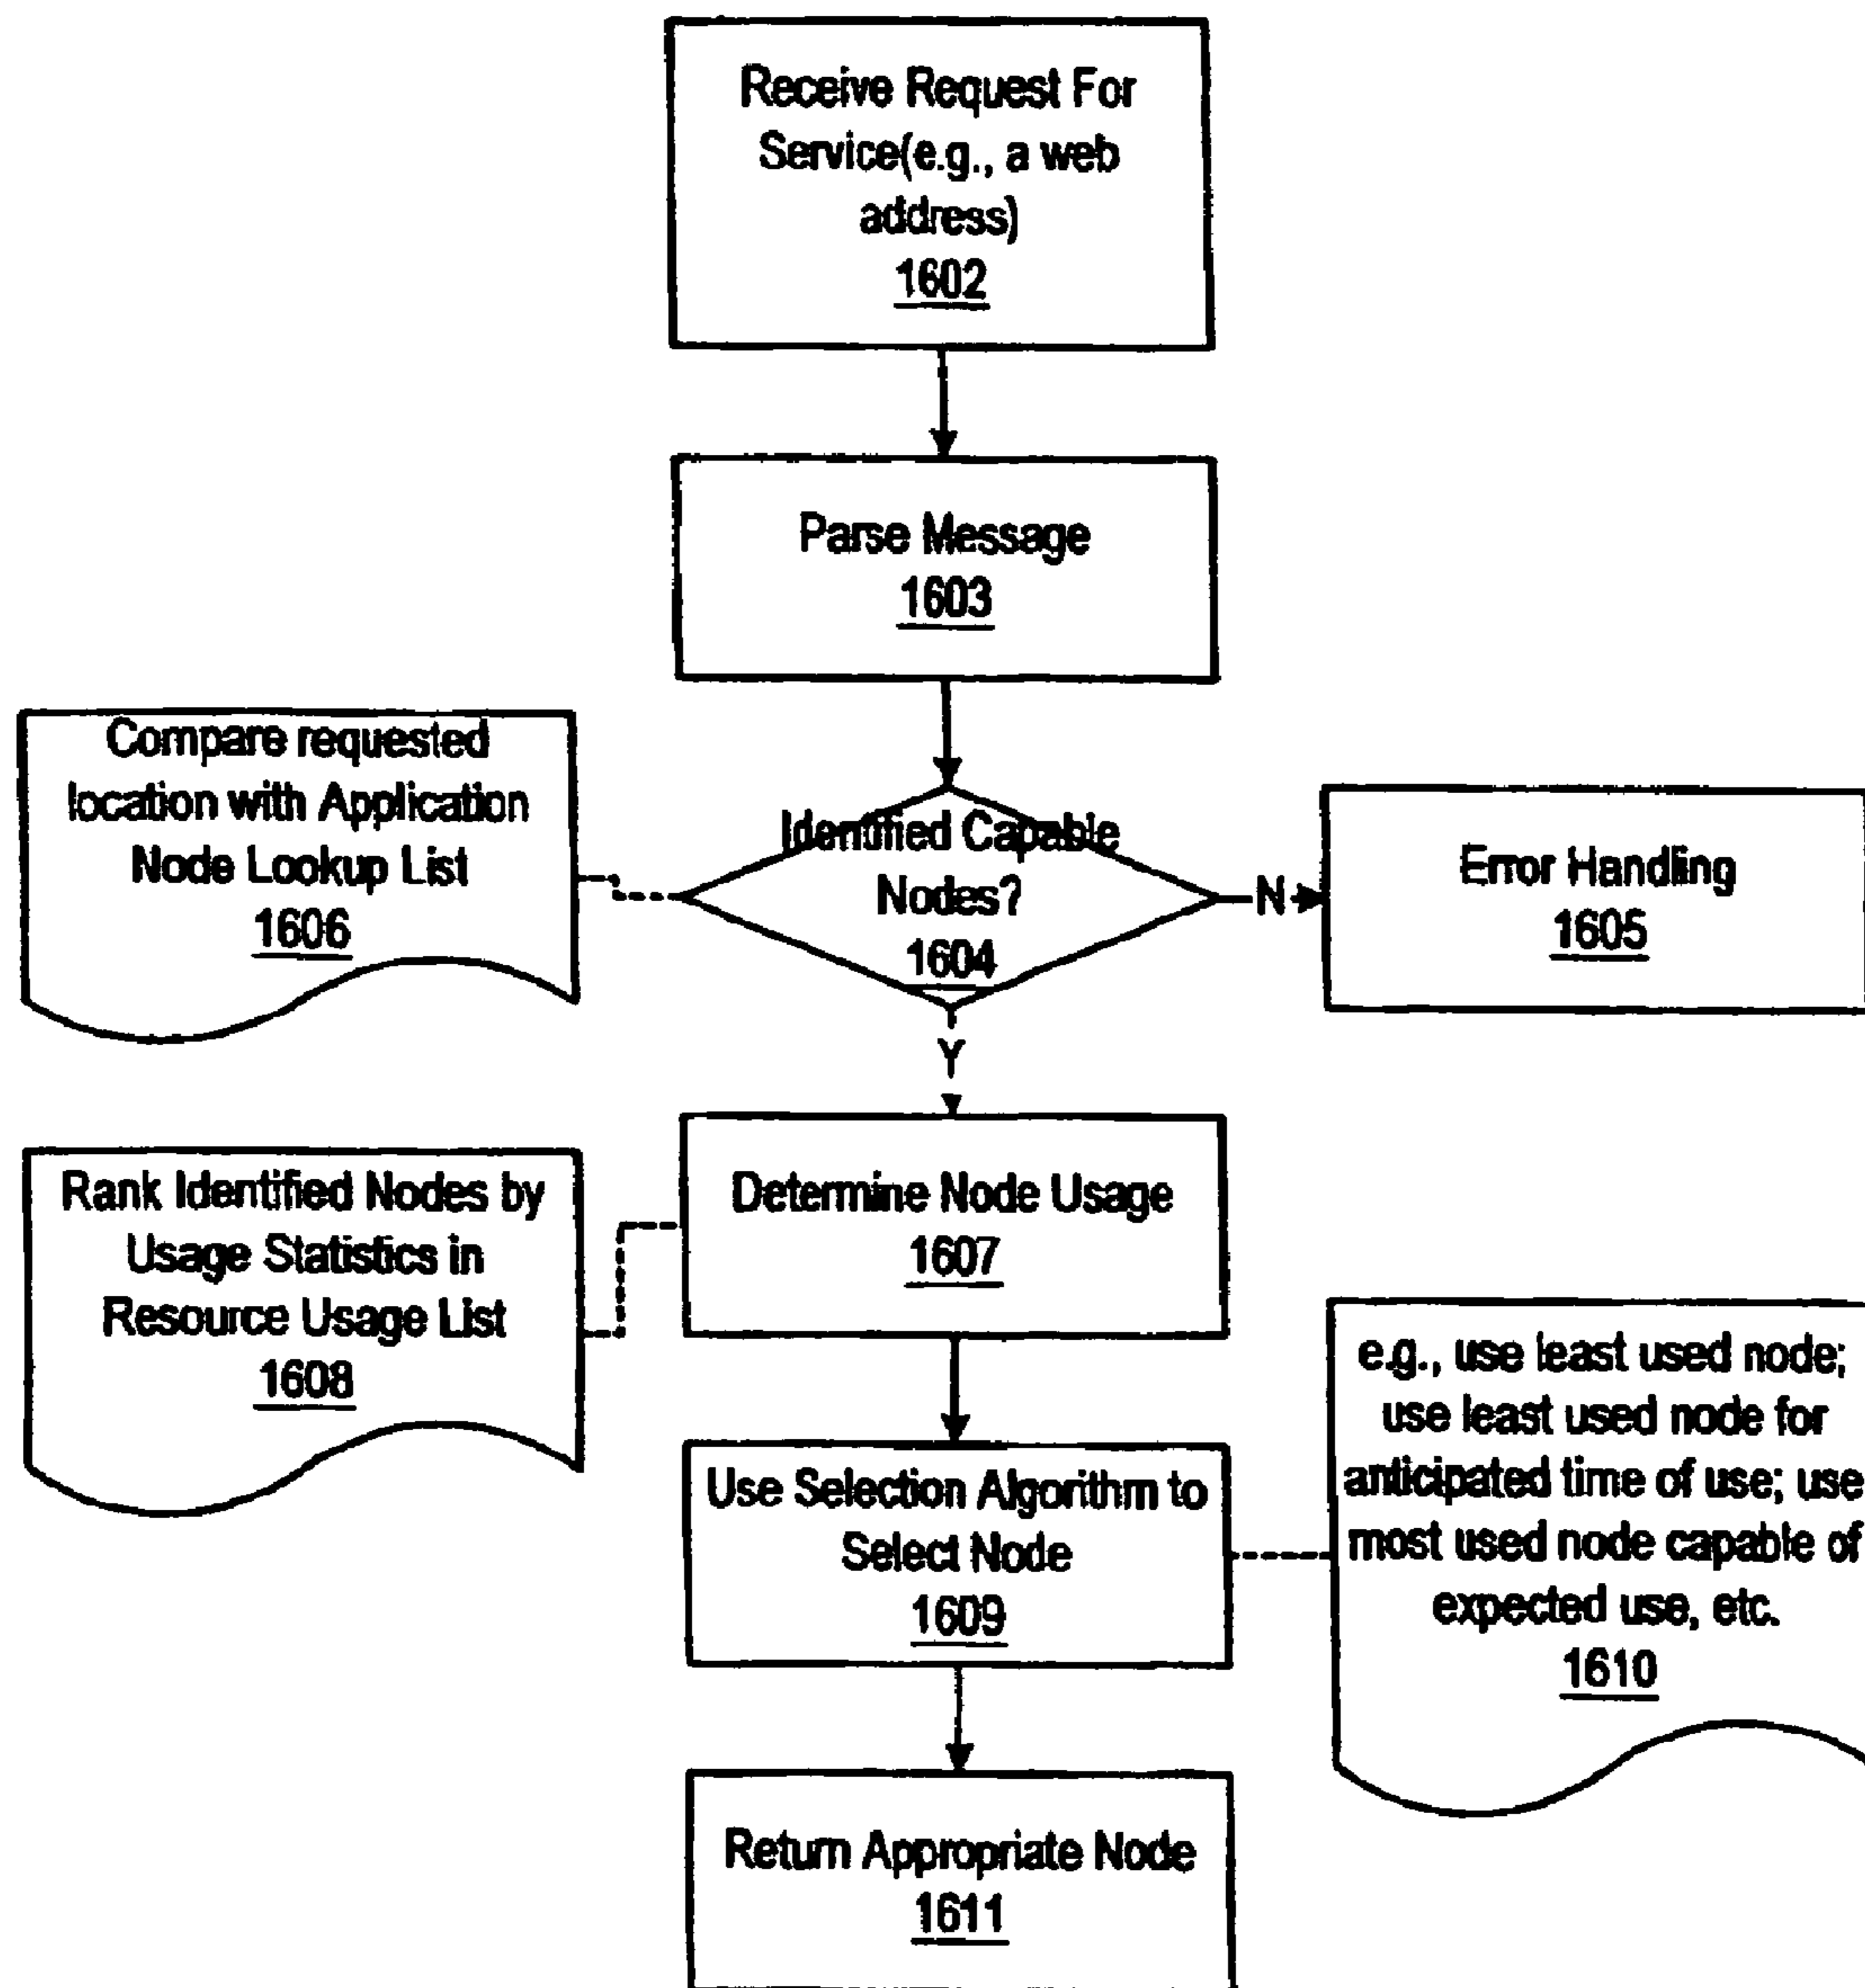 Receive Request For
Service(e.g., a web
address)
1602
Parse Message
1603
Compare requested
location with Application
Node Lookup List
1606
Identified Capable
Nodes?
1604
N
Error Handling
1605
Y
Rank Identified Nodes by
Usage Statistics in
Resource Usage List
1608
Determine Node Usage
1607
Use Selection Algorithm to
Select Node
1609
e.g., use least used node;
use least used node for
anticipated time of use; use
most used node capable of
expected use, etc.
1610
Return Appropriate Node
1611